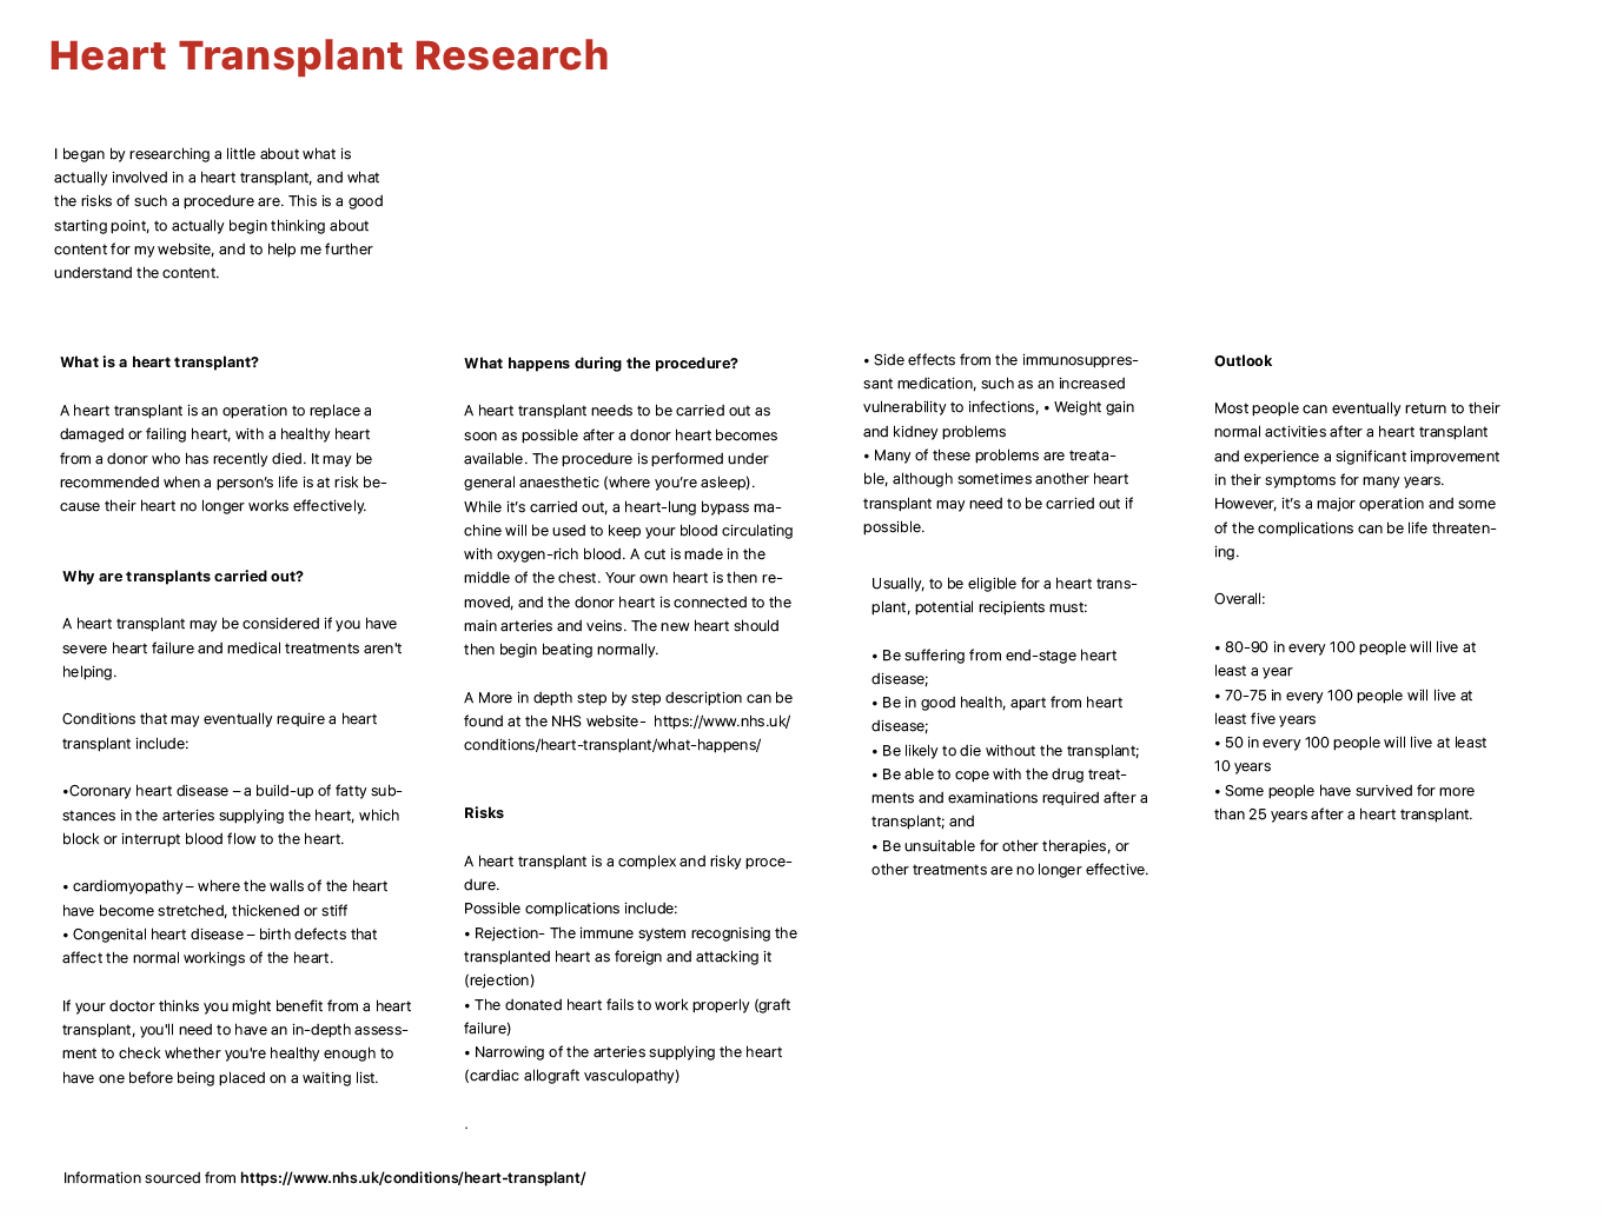 Heart Transplant Research
I began by researching a little about what is
actually involved in a heart transplant, and what
the risks of such a procedure are. This is a good
starting point, to actually begin thinking about
content for my website, and to help me further
understand the content.
What is a heart transplant?
A heart transplant is an operation to replace a
damaged or failing heart, with a healthy heart
from a donor who has recently died. It may be
recommended when a person's life is at risk be-
cause their heart no longer works effectively.
Why are transplants carried out?
A heart transplant may be considered if you have
severe heart failure and medical treatments aren't
helping.
Conditions that may eventually require a heart
transplant include:
•Coronary heart disease – a build-up of fatty sub-
stances in the arteries supplying the heart, which
block or interrupt blood flow to the heart.
• cardiomyopathy – where the walls of the heart
have become stretched, thickened or stiff
• Congenital heart disease – birth defects that
affect the normal workings of the heart.
If your doctor thinks you might benefit from a heart
transplant, you'll need to have an in-depth assess-
ment to check whether you're healthy enough to
have one before being placed on a waiting list.
What happens during the procedure?
A heart transplant needs to be carried out as
soon as possible after a donor heart becomes
available. The procedure is performed under
general anaesthetic (where you're asleep).
While it's carried out, a heart-lung bypass ma-
chine will be used to keep your blood circulating
with oxygen-rich blood. A cut is made in the
middle of the chest. Your own heart is then re-
moved, and the donor heart is connected to the
main arteries and veins. The new heart should
then begin beating normally.
A More in depth step by step description can be
found at the NHS website- https://www.nhs.uk/
conditions/heart-transplant/what-happens/
Risks
A heart transplant is a complex and risky proce-
dure.
Possible complications include:
• Rejection- The immune system recognising the
transplanted heart as foreign and attacking it
(rejection)
• The donated heart fails to work properly (graft
failure)
• Narrowing of the arteries supplying the heart
(cardiac allograft vasculopathy)
.
• Side effects from the immunosuppres-
sant medication, such as an increased
vulnerability to infections, • Weight gain
and kidney problems
• Many of these problems are treata-
ble, although sometimes another heart
transplant may need to be carried out if
possible.
Usually, to be eligible for a heart trans-
plant, potential recipients must:
• Be suffering from end-stage heart
disease;
• Be in good health, apart from heart
disease;
• Be likely to die without the transplant;
• Be able to cope with the drug treat-
ments and examinations required after a
transplant; and
• Be unsuitable for other therapies, or
other treatments are no longer effective.
Outlook
Most people can eventually return to their
normal activities after a heart transplant
and experience a significant improvement
in their symptoms for many years.
However, it's a major operation and some
of the complications can be life threaten-
ing.
Overall:
• 80-90 in every 100 people will live at
least a year
• 70-75 in every 100 people will live at
least five years
• 50 in every 100 people will live at least
10 years
• Some people have survived for more
than 25 years after a heart transplant.
Information sourced from https://www.nhs.uk/conditions/heart-transplant/